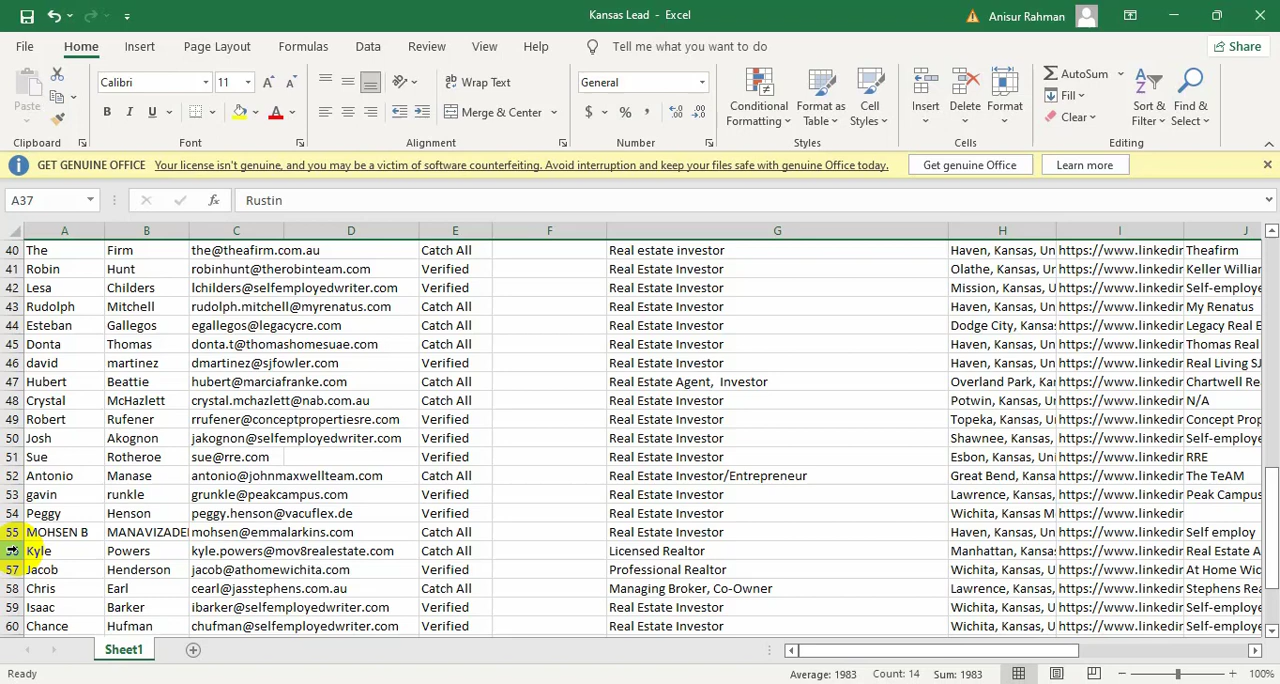 Kansas Lead - Excel
Anisur Rahman
File Home Insert Page Layout Formulas Data Review View Help Tell me what you want to do Share
Paste
Clipboard
Calibri 11
B I U
Font
Wrap Text
Merge & Center
Alignment
General
$ % ,
Number
Conditional Formatting
Format as Table
Cell Styles
Styles
Insert Delete Format
Cells
AutoSum
Fill
Clear
Sort & Filter
Find & Select
Editing
GET GENUINE OFFICE Your license isn't genuine, and you may be a victim of software counterfeiting. Avoid interruption and keep your files safe with genuine Office today. Get genuine Office Learn more
A37 fx Rustin
A B C D E F G H I J
40 The Firm the@theafirm.com.au Catch All Real estate investor Haven, Kansas, Un https://www.linkedin Theafirm
41 Robin Hunt robinhunt@therobinteam.com Verified Real Estate Investor Olathe, Kansas, U https://www.linkedin Keller William
42 Lesa Childers lchilders@selfemployedwriter.com Verified Real Estate Investor Mission, Kansas, U https://www.linkedin Self-employe
43 Rudolph Mitchell rudolph.mitchell@myrenatus.com Catch All Real Estate Investor Haven, Kansas, Un https://www.linkedin My Renatus
44 Esteban Gallegos egallegos@legacycre.com Catch All Real Estate Investor Dodge City, Kansas https://www.linkedin Legacy Real E
45 Donta Thomas donta.t@thomashomesuae.com Catch All Real Estate Investor Haven, Kansas, Un https://www.linkedin Thomas Real
46 david martinez dmartinez@sjfowler.com Verified Real Estate Investor Haven, Kansas, Un https://www.linkedin Real Living SJ
47 Hubert Beattie hubert@marciafranke.com Catch All Real Estate Agent, Investor Overland Park, Kan https://www.linkedin Chartwell Re
48 Crystal McHazlett crystal.mchazlett@nab.com.au Catch All Real Estate Investor Potwin, Kansas, U https://www.linkedin N/A
49 Robert Rufener rrufener@conceptpropertiesre.com Verified Real Estate Investor Topeka, Kansas, U https://www.linkedin Concept Prop
50 Josh Akognon jakognon@selfemployedwriter.com Verified Real Estate Investor Shawnee, Kansas, https://www.linkedin Self-employe
51 Sue Rotheroe sue@rre.com Verified Real Estate Investor Esbon, Kansas, Un https://www.linkedin RRE
52 Antonio Manase antonio@johnmaxwellteam.com Catch All Real Estate Investor/Entrepreneur Great Bend, Kansas https://www.linkedin The TeAM
53 gavin runkle grunkle@peakcampus.com Verified Real Estate Investor Lawrence, Kansas, https://www.linkedin Peak Campus
54 Peggy Henson peggy.henson@vacuflex.de Catch All Real Estate Investor Wichita, Kansas, U https://www.linkedin
55 MOHSEN B MANAVIZADEH mohsen@emmalarkins.com Catch All Real Estate Investor Haven, Kansas, Un https://www.linkedin Self employ
56 Kyle Powers kyle.powers@mov8realestate.com Catch All Licensed Realtor Manhattan, Kansas https://www.linkedin Real Estate A
57 Jacob Henderson jacob@athomewichita.com Verified Professional Realtor Wichita, Kansas, U https://www.linkedin At Home Wic
58 Chris Earl cearl@jasstephens.com.au Catch All Managing Broker, Co-Owner Lawrence, Kansas, https://www.linkedin Stephens Rea
59 Isaac Barker ibarker@selfemployedwriter.com Verified Real Estate Investor Wichita, Kansas, U https://www.linkedin Self-employe
60 Chance Hufman chufman@selfemployedwriter.com Verified Real Estate Investor Wichita, Kansas, U https://www.linkedin Self-employe
Sheet1
Ready Average: 1983 Count: 14 Sum: 1983 100%